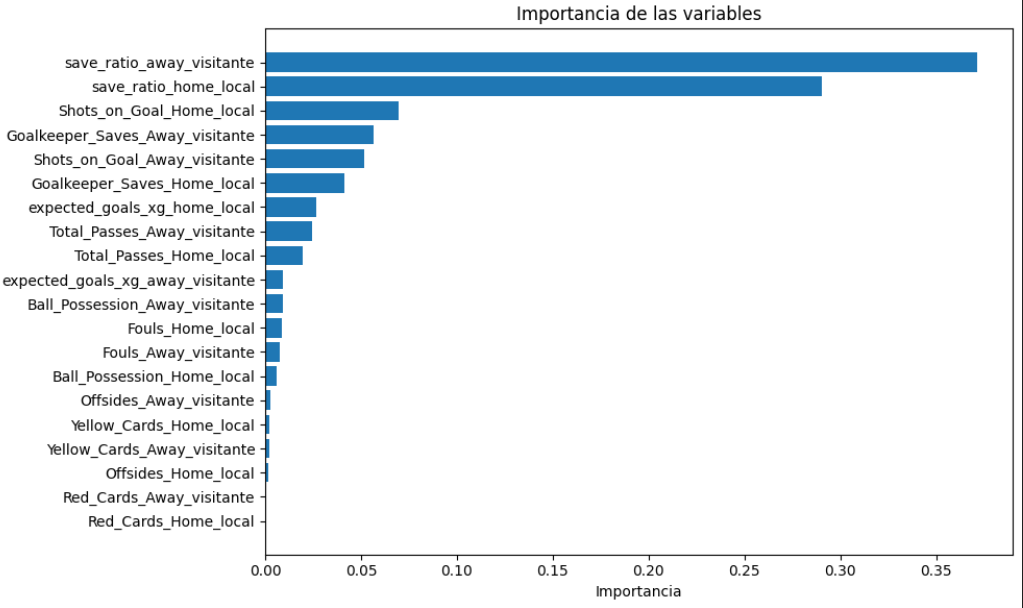 Importancia de las variables
save_ratio_away_visitante
save_ratio_home_local
Shots_on_Goal_Home_local
Goalkeeper_Saves_Away_visitante
Shots_on_Goal_Away_visitante
Goalkeeper_Saves_Home_local
expected_goals_xg_home_local
Total_Passes_Away_visitante
Total_Passes_Home_local
expected_goals_xg_away_visitante
Ball_Possession_Away_visitante
Fouls_Home_local
Fouls_Away_visitante
Ball_Possession_Home_local
Offsides_Away_visitante
Yellow_Cards_Home_local
Yellow_Cards_Away_visitante
Offsides_Home_local
Red_Cards_Away_visitante
Red_Cards_Home_local
0.00 0.05 0.10 0.15 0.20 0.25 0.30 0.35
Importancia